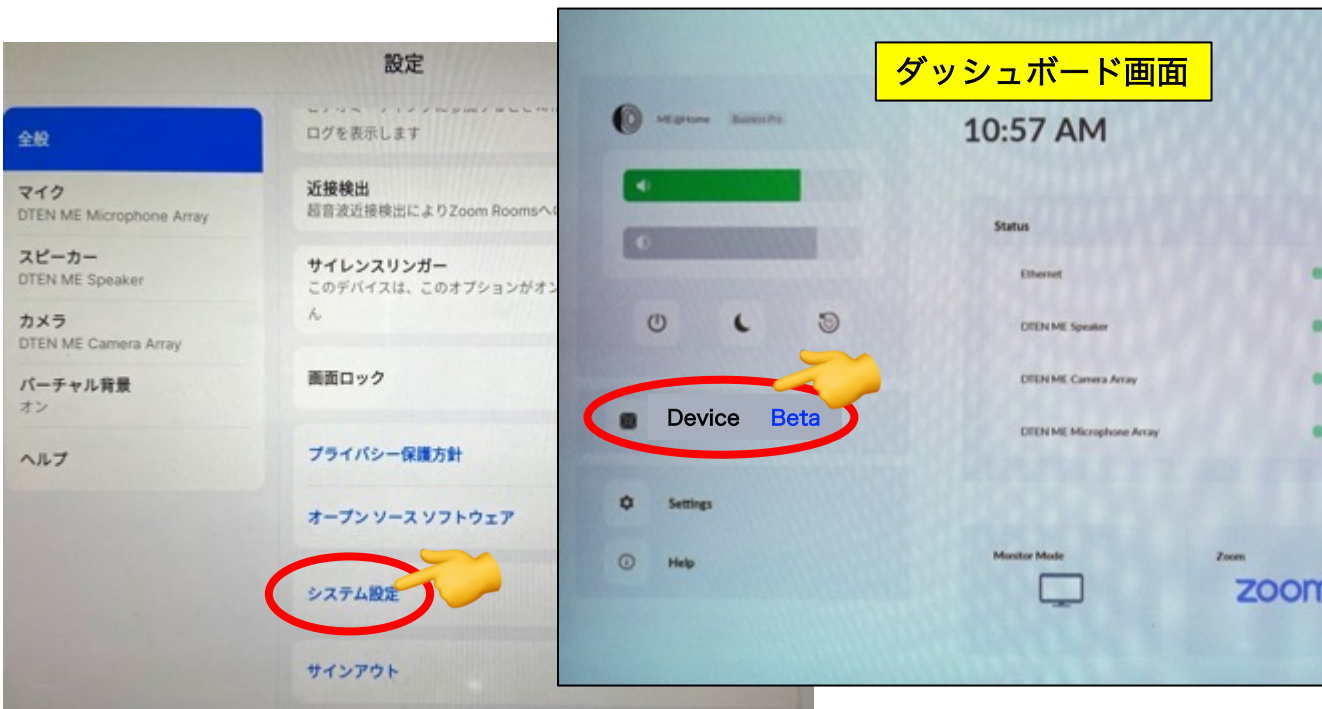 設定
全般
マイク
DTEN ME Microphone Array
スピーカー
DTEN ME Speaker
カメラ
DTEN ME Camera Array
バーチャル背景
オン
ヘルプ
ログを表示します
近接検出
超音波近接検出によりZoom Roomsへ
サイレンスリンガー
このデバイスは、このオプションがオン
ん
画面ロック
プライバシー保護方針
オープン ソース ソフトウェア
システム設定
サインアウト
ダッシュボード画面
ME@Home Business Pro
10:57 AM
Device Beta
Settings
Help
Status
Ethernet
DTEN ME Speaker
DTEN ME Camera Array
DTEN ME Microphone Array
Monitor Mode
Zoom
zoom